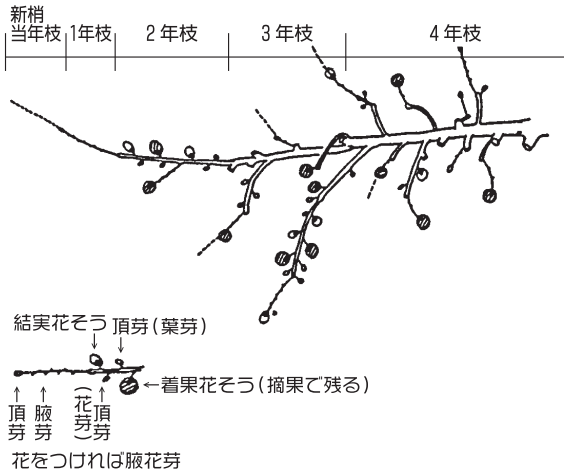 新梢
当年枝
1年枝
2年枝
3年枝
4年枝
結実花そう
頂芽(葉芽)
着果花そう(摘果で残る)
頂芽
腋芽
(花芽)
頂芽
花をつければ腋花芽